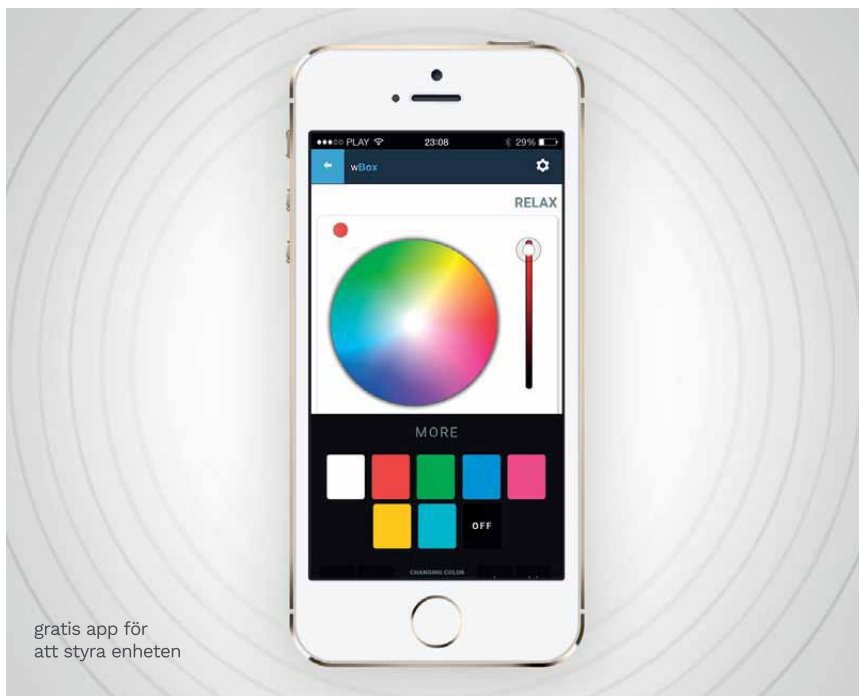 PLAY 23:08 29%
wBox
RELAX
MORE
OFF
CHANGING COLOR
gratis app för
att styra enheten